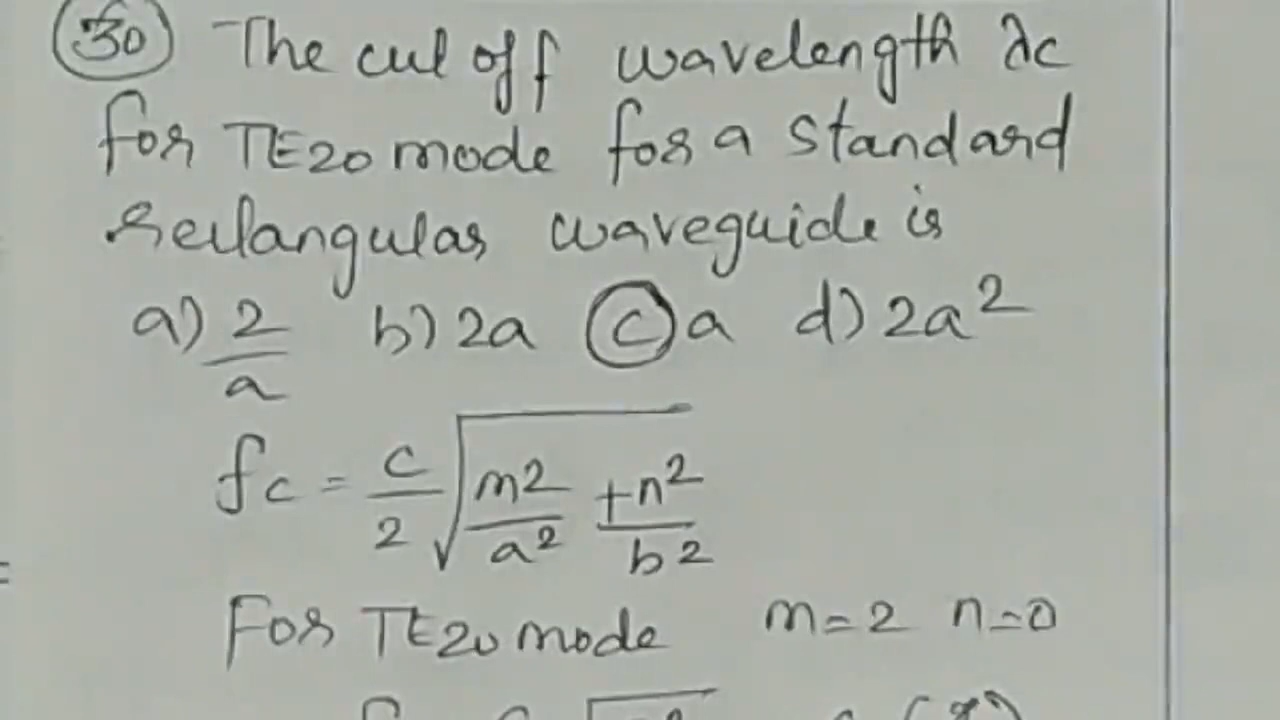 30 The cut off wavelength λc
for TE20 mode for a standard
rectangular waveguide is
a) 2/a b) 2a c) a d) 2a2
fc = c/2 √(m2/a2 + n2/b2)
For TE20 mode m=2 n=0